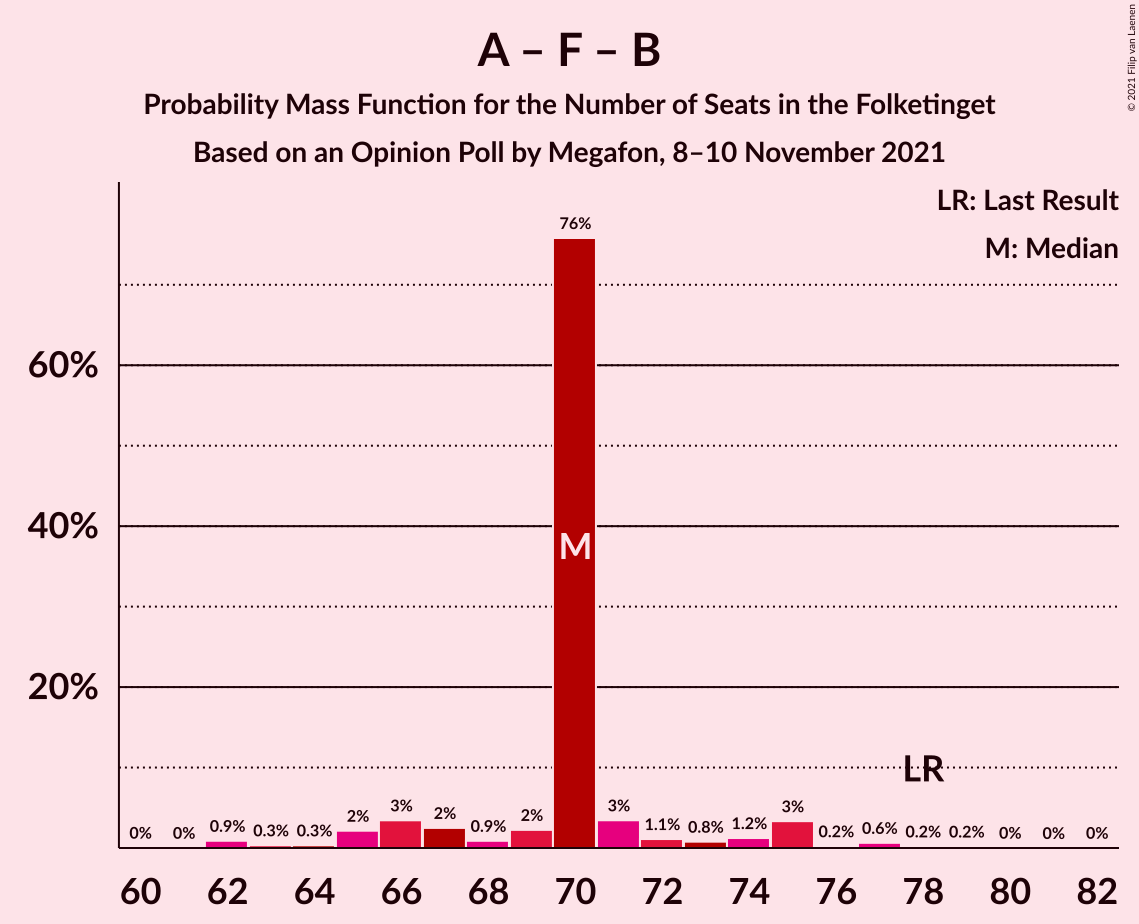 A – F – B
Probability Mass Function for the Number of Seats in the Folketinget
Based on an Opinion Poll by Megafon, 8–10 November 2021
© 2021 Filip van Laenen
LR: Last Result
M: Median
76%
60%
40%
M
20%
LR
0% 0% 0.9% 0.3% 0.3% 2% 3% 2% 0.9% 2% 3% 1.1% 0.8% 1.2% 3% 0.2% 0.6% 0.2% 0.2% 0% 0% 0%
60 62 64 66 68 70 72 74 76 78 80 82